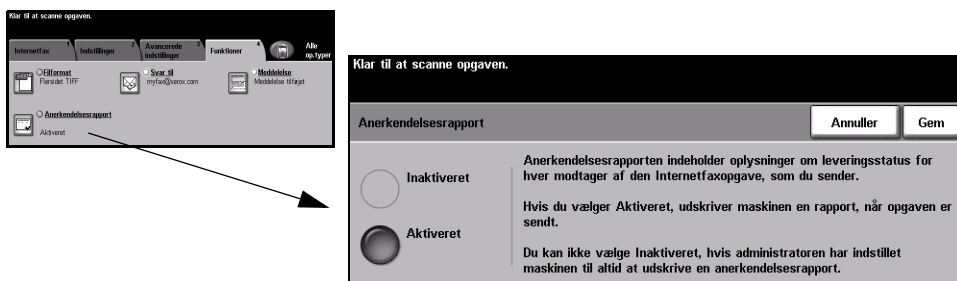 Klar til at scanne opgaven.
Internetfax 1
Indstillinger 2
Avancerede 3
indstillinger
Funktioner 4
Alle
op.typer
Filformat
Flersidet TIFF
Svar til
myfax@xerox.com
Meddelelse
Meddelelse tilføjet
Anerkendelsesrapport
Aktiveret
Klar til at scanne opgaven.
Anerkendelsesrapport
Annuller
Gem
Inaktiveret
Aktiveret
Anerkendelsesrapporten indeholder oplysninger om leveringsstatus for
hver modtager af den Internetfaxopgave, som du sender.
Hvis du vælger Aktiveret, udskriver maskinen en rapport, når opgaven er
sendt.
Du kan ikke vælge Inaktiveret, hvis administratoren har indstillet
maskinen til altid at udskrive en anerkendelsesrapport.